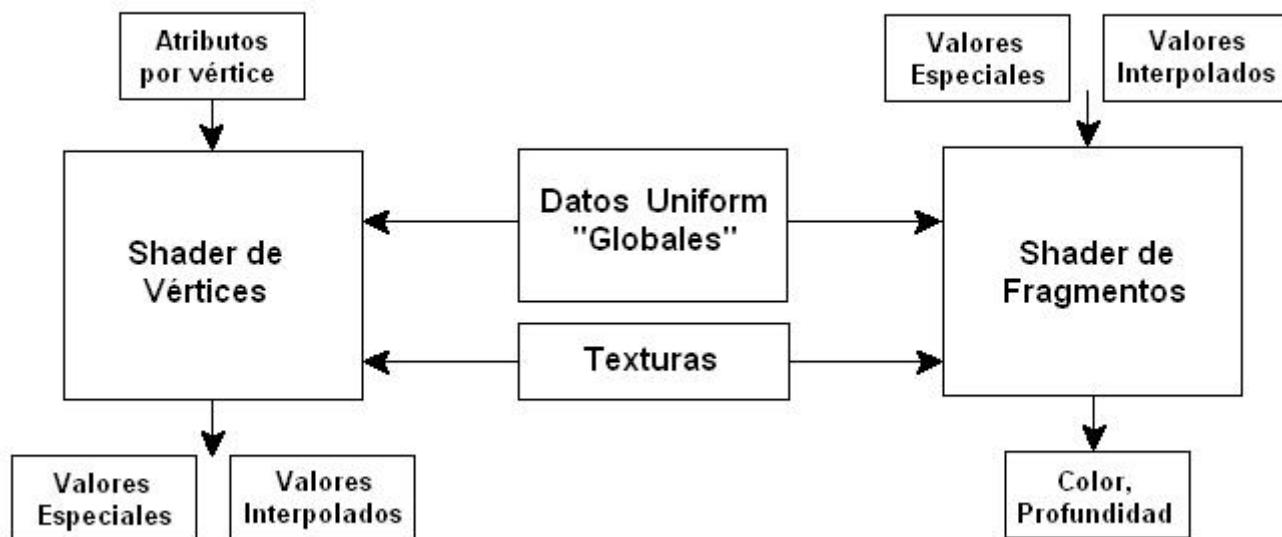 Atributos
por vértice
Valores
Especiales
Valores
Interpolados
Shader de
Vértices
Datos Uniform
"Globales"
Texturas
Shader de
Fragmentos
Valores
Especiales
Valores
Interpolados
Color,
Profundidad